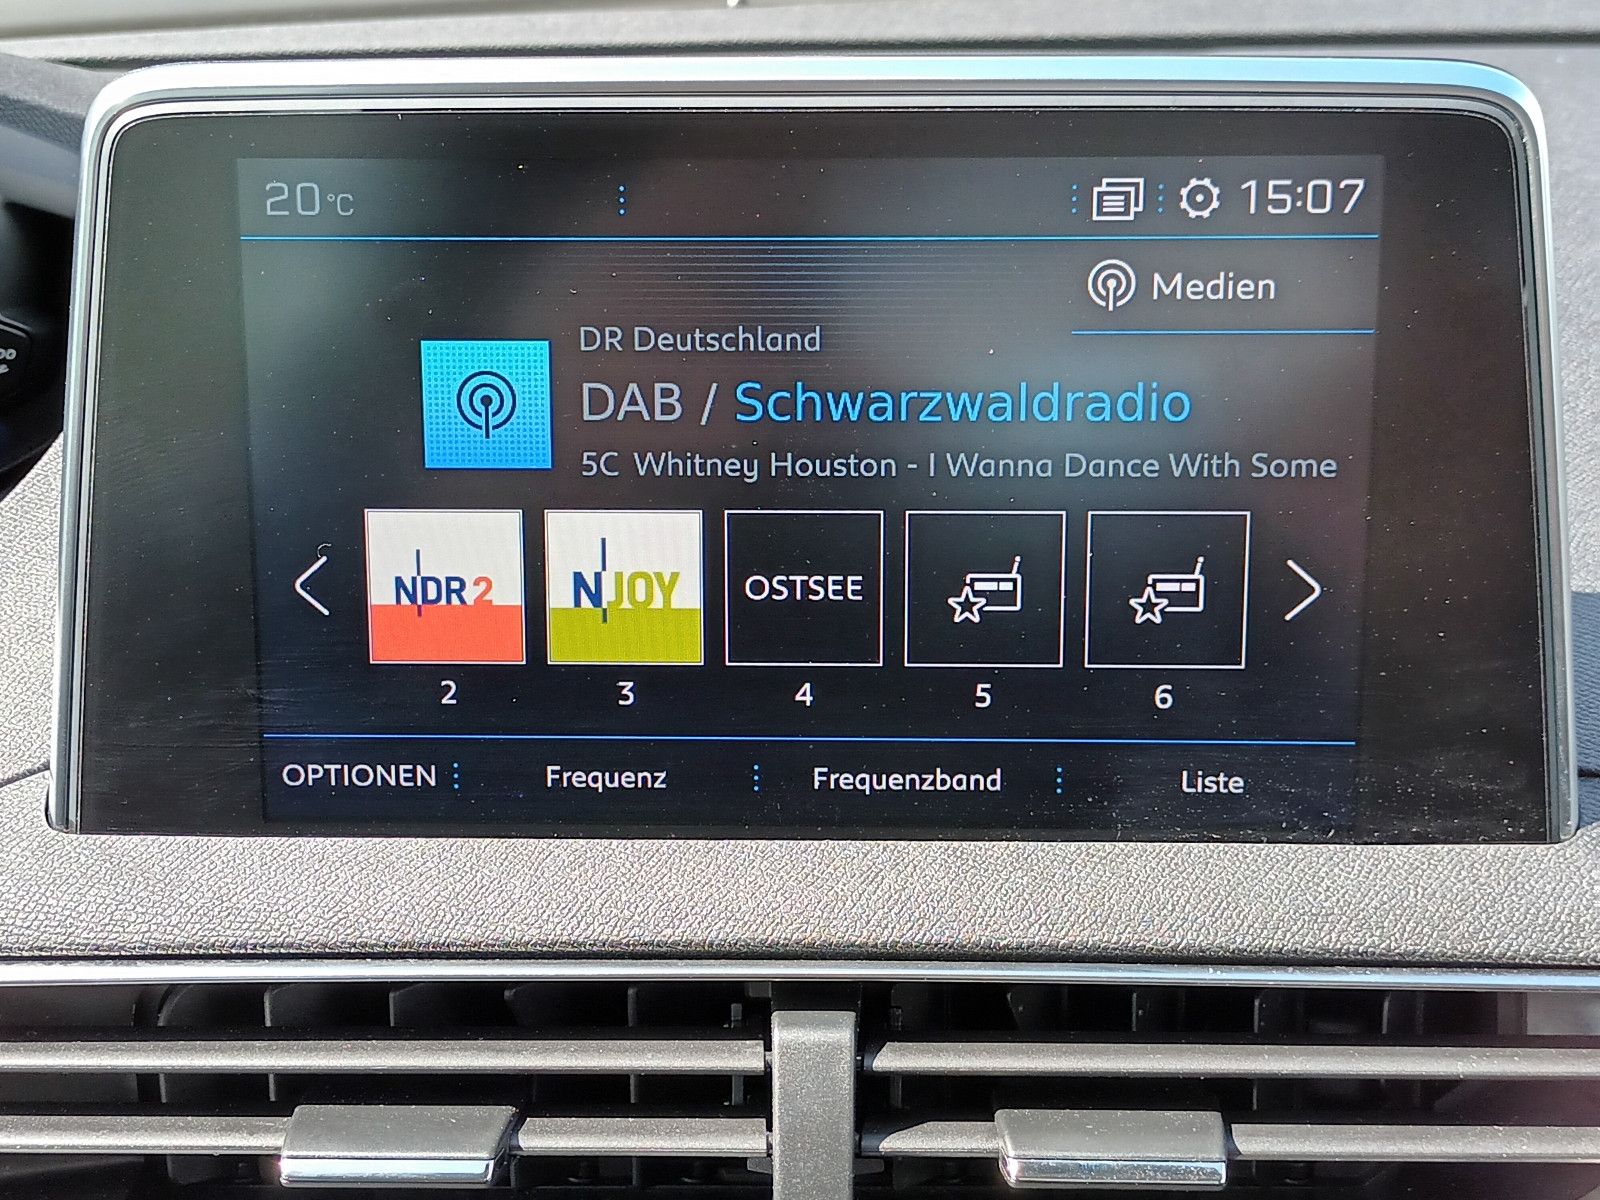 20°C
15:07
Medien
DR Deutschland
DAB / Schwarzwaldradio
5C Whitney Houston - I Wanna Dance With Some
NDR 2
N JOY
OSTSEE
2 3 4 5 6
OPTIONEN Frequenz Frequenzband Liste